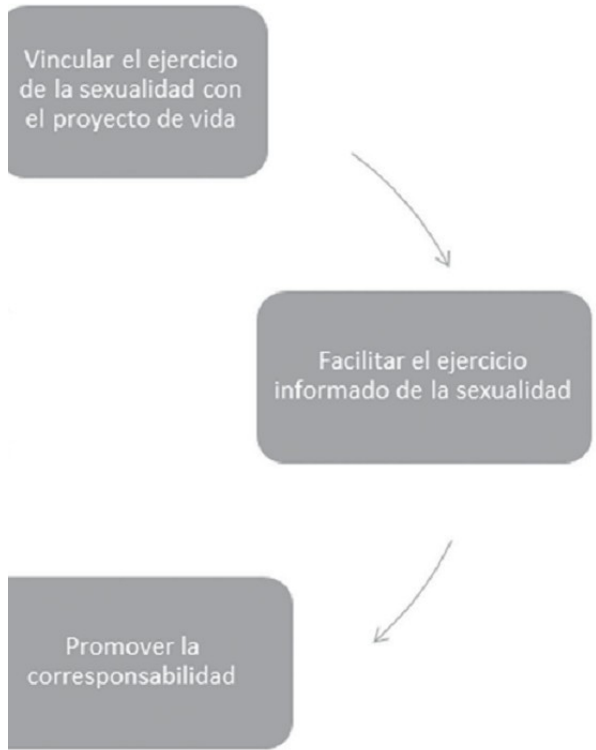 Vincular el ejercicio
de la sexualidad con
el proyecto de vida
Facilitar el ejercicio
informado de la sexualidad
Promover la
corresponsabilidad